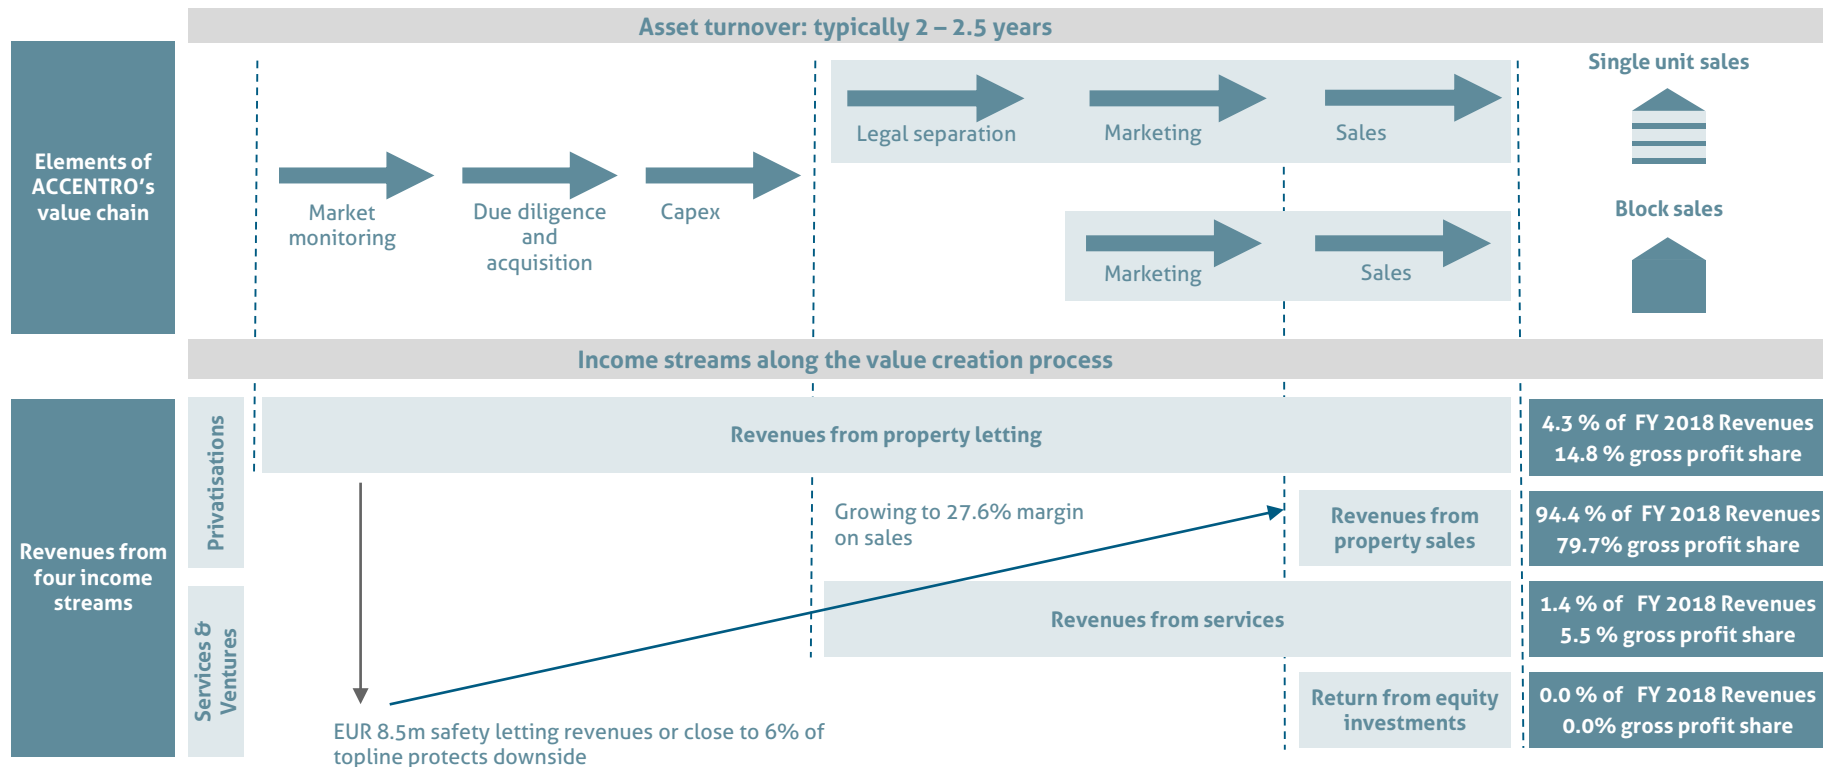 Asset turnover: typically 2 – 2.5 years
Elements of
ACCENTRO's
value chain
Market
monitoring
Due diligence
and
acquisition
Capex
Legal separation
Marketing
Sales
Single unit sales
Marketing
Sales
Block sales
Income streams along the value creation process
Revenues from
four income
streams
Privatisations
Revenues from property letting
4.3 % of FY 2018 Revenues
14.8 % gross profit share
Growing to 27.6% margin
on sales
Revenues from
property sales
94.4 % of FY 2018 Revenues
79.7% gross profit share
Services &
Ventures
Revenues from services
1.4 % of FY 2018 Revenues
5.5 % gross profit share
Return from equity
investments
0.0 % of FY 2018 Revenues
0.0% gross profit share
EUR 8.5m safety letting revenues or close to 6% of
topline protects downside